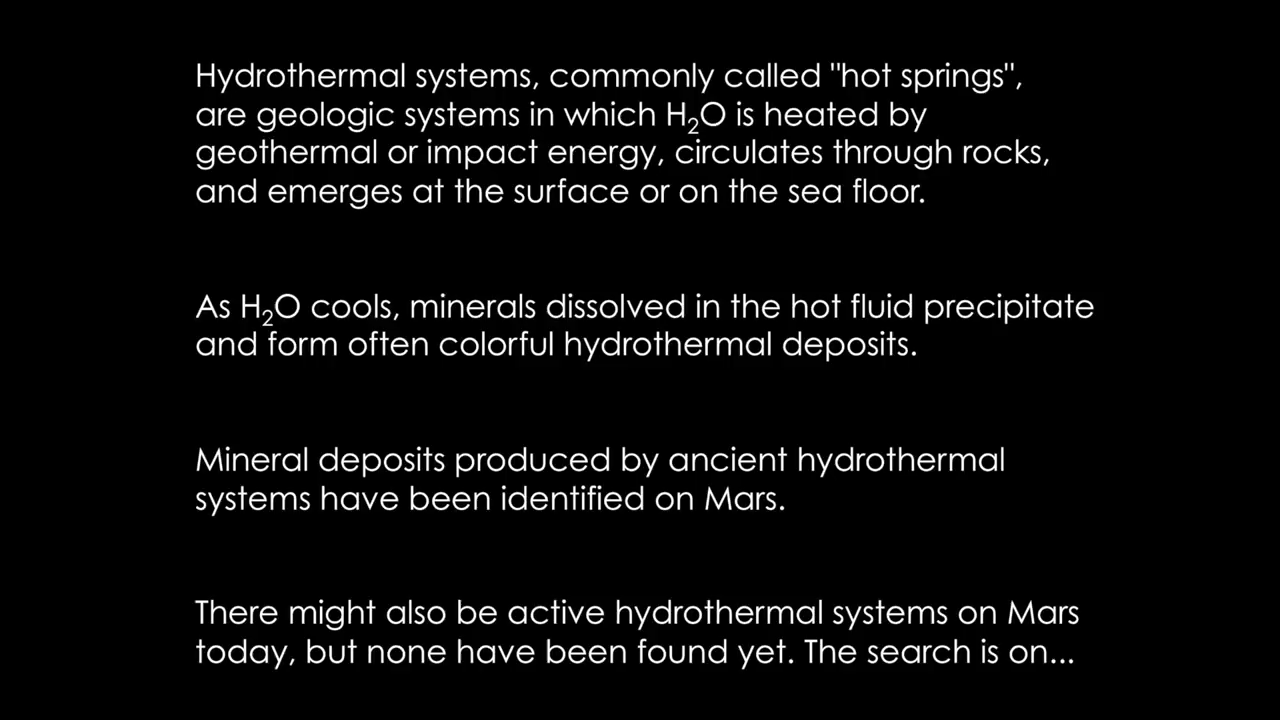 Hydrothermal systems, commonly called "hot springs",
are geologic systems in which H₂O is heated by
geothermal or impact energy, circulates through rocks,
and emerges at the surface or on the sea floor.
As H₂O cools, minerals dissolved in the hot fluid precipitate
and form often colorful hydrothermal deposits.
Mineral deposits produced by ancient hydrothermal
systems have been identified on Mars.
There might also be active hydrothermal systems on Mars
today, but none have been found yet. The search is on...